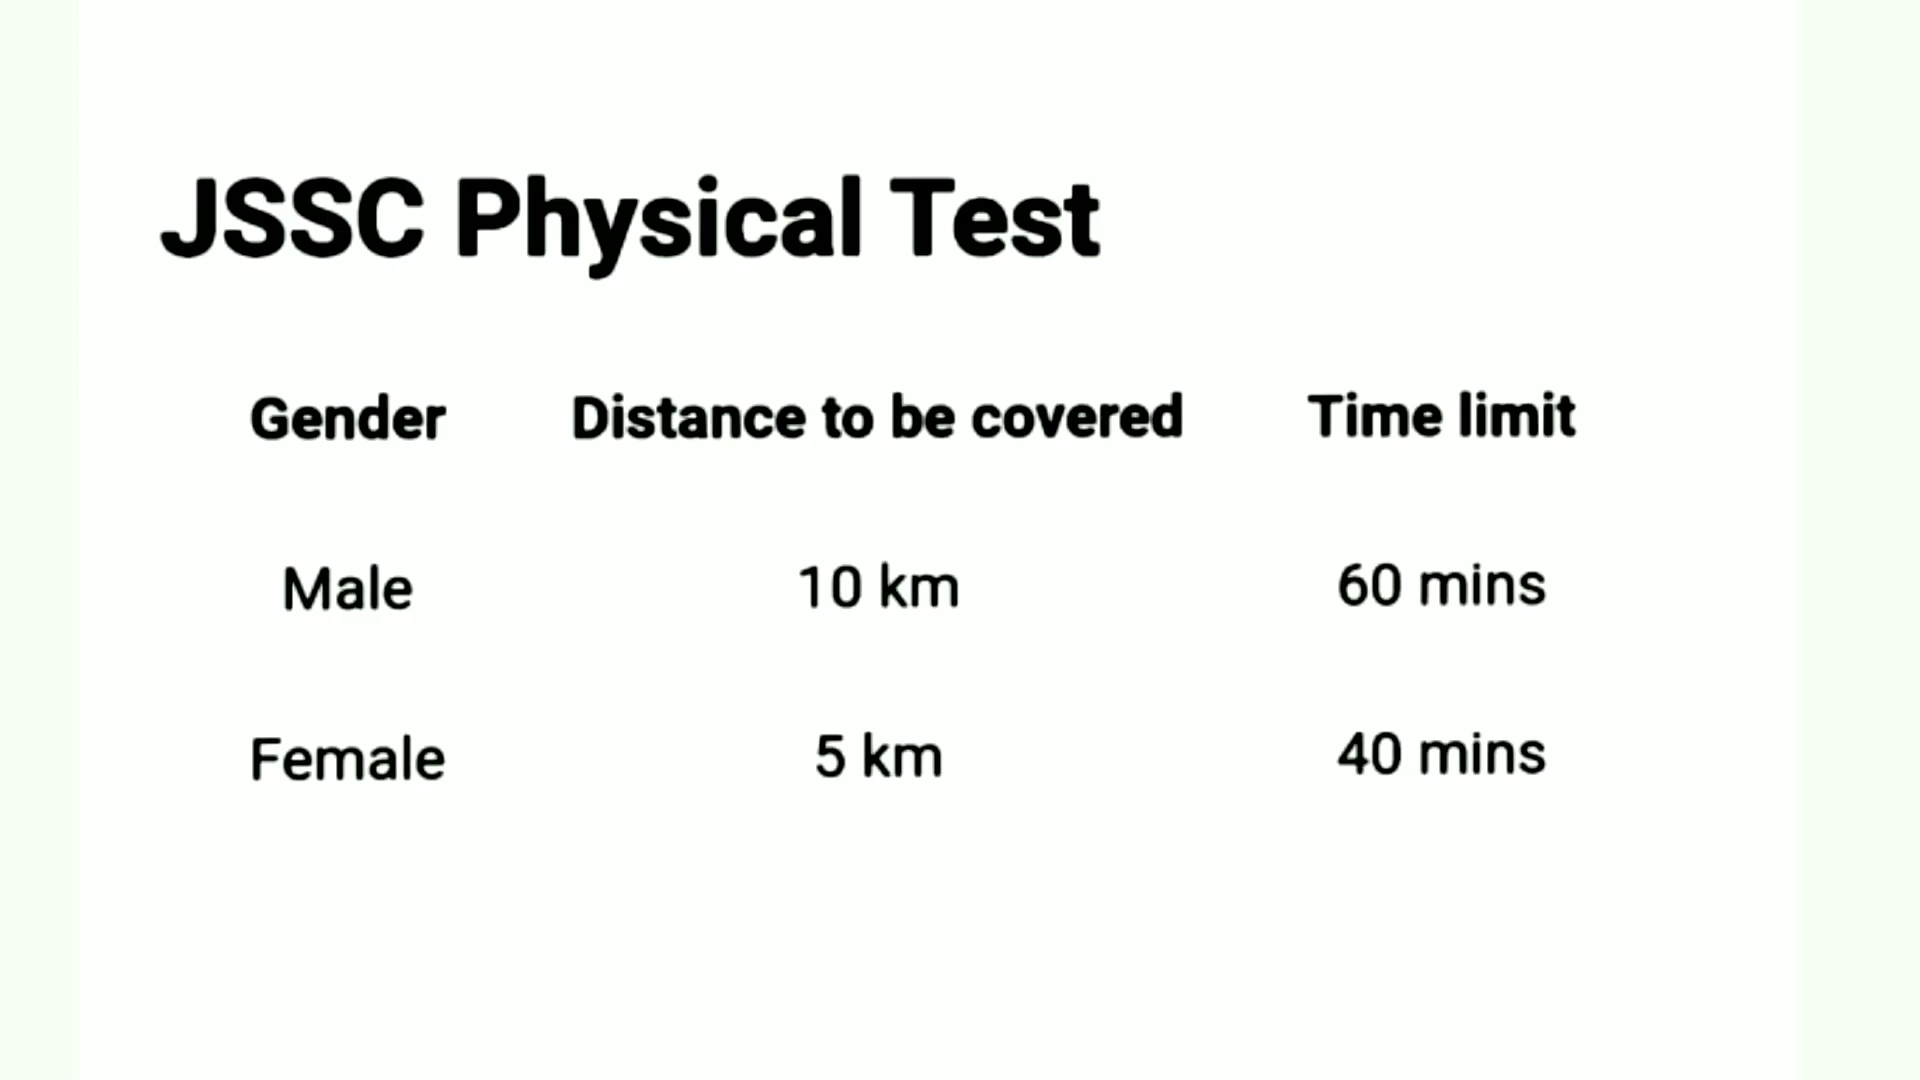 JSSC Physical Test
Gender Distance to be covered Time limit
Male 10 km 60 mins
Female 5 km 40 mins